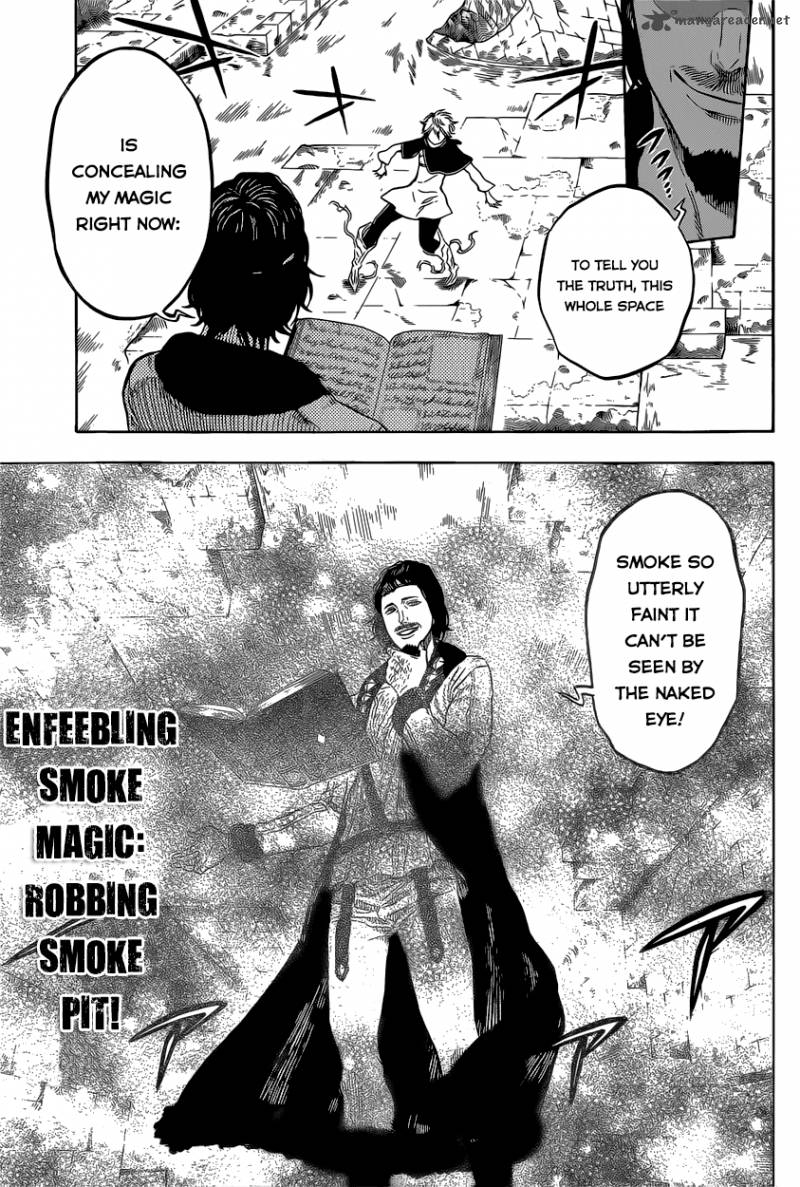 mangareader.net
TO TELL YOU
THE TRUTH, THIS
WHOLE SPACE
IS
CONCEALING
MY MAGIC
RIGHT NOW:
SMOKE SO
UTTERLY
FAINT IT
CAN'T BE
SEEN BY
THE NAKED
EYE!
ENFEEBLING
SMOKE
MAGIC:
ROBBING
SMOKE
PIT!